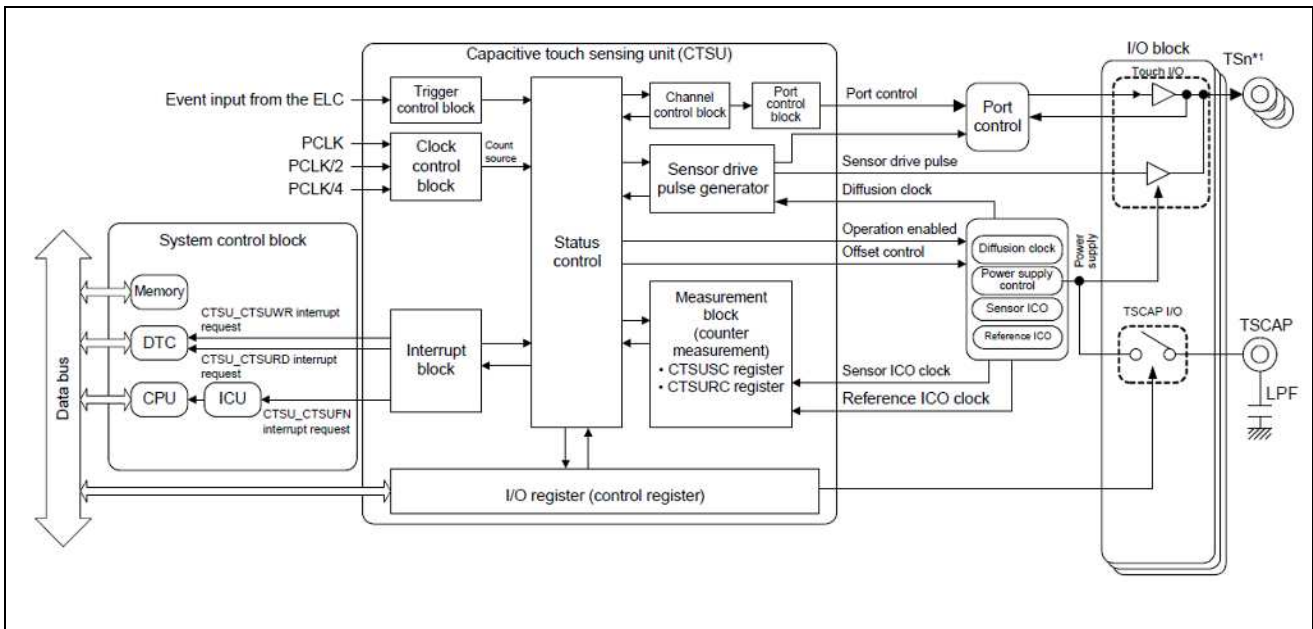 Capacitive touch sensing unit (CTSU)
I/O block
TSn*1
Touch I/O
Event input from the ELC
Trigger
control block
Channel
control block
Port
control
block
Port control
Port
control
PCLK
PCLK/2
PCLK/4
Clock
control
block
Count
source
Sensor drive
pulse generator
Sensor drive pulse
Diffusion clock
System control block
Status
control
Operation enabled
Offset control
Diffusion clock
Power supply
control
Sensor ICO
Reference ICO
Power
supply
Memory
CTSU_CTSUWR interrupt
request
DTC
CTSU_CTSURD interrupt
request
CPU
ICU
CTSU_CTSUFN
interrupt request
Data bus
Interrupt
block
Measurement
block
(counter
measurement)
• CTSUSC register
• CTSURC register
Sensor ICO clock
Reference ICO clock
TSCAP I/O
TSCAP
LPF
I/O register (control register)